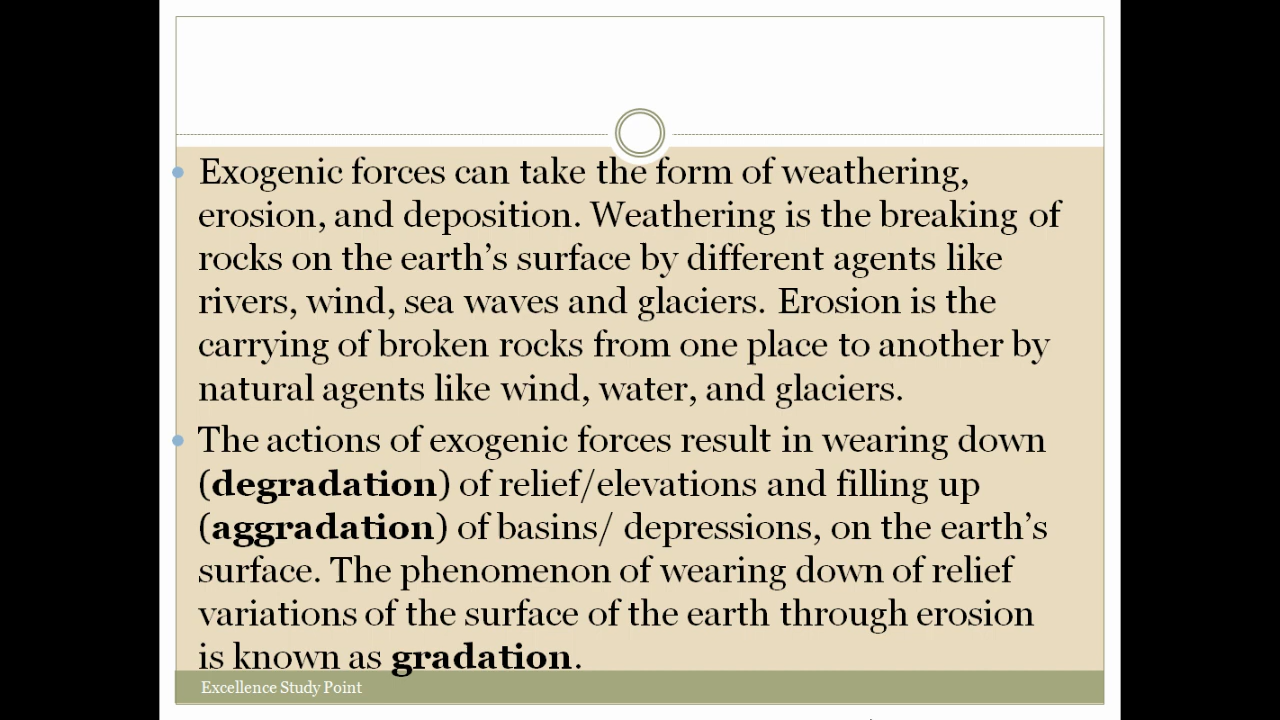 Exogenic forces can take the form of weathering,
erosion, and deposition. Weathering is the breaking of
rocks on the earth’s surface by different agents like
rivers, wind, sea waves and glaciers. Erosion is the
carrying of broken rocks from one place to another by
natural agents like wind, water, and glaciers.
The actions of exogenic forces result in wearing down
(degradation) of relief/elevations and filling up
(aggradation) of basins/ depressions, on the earth’s
surface. The phenomenon of wearing down of relief
variations of the surface of the earth through erosion
is known as gradation.
Excellence Study Point